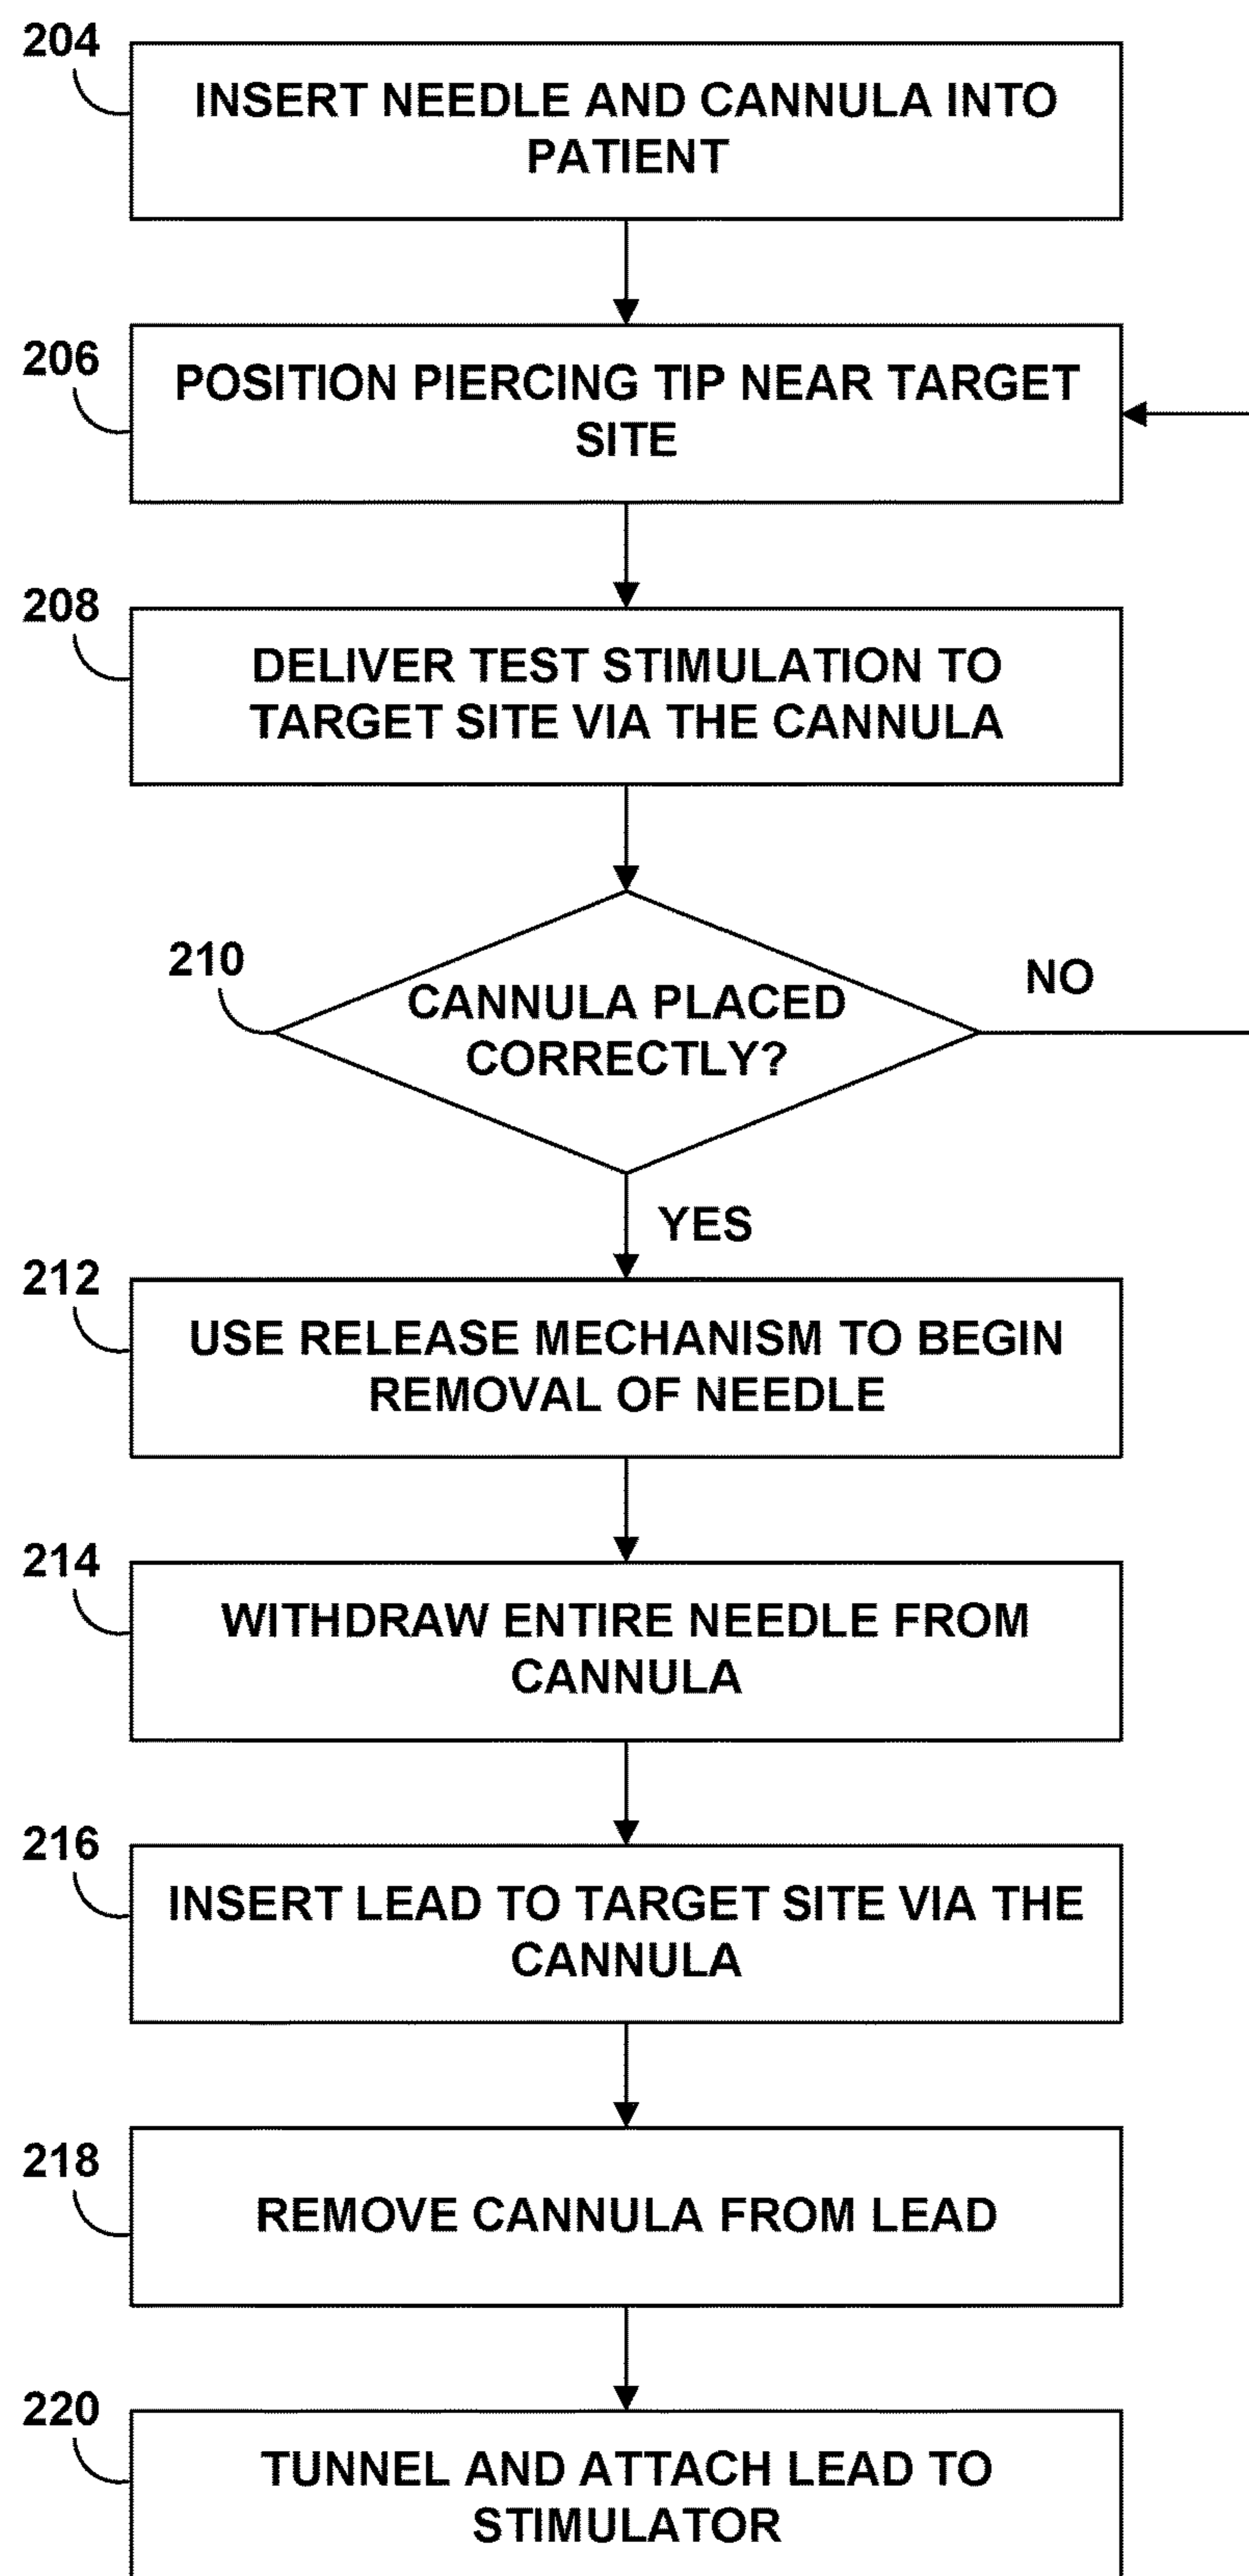 204
INSERT NEEDLE AND CANNULA INTO
PATIENT
206
POSITION PIERCING TIP NEAR TARGET
SITE
208
DELIVER TEST STIMULATION TO
TARGET SITE VIA THE CANNULA
210
CANNULA PLACED
CORRECTLY?
NO
YES
212
USE RELEASE MECHANISM TO BEGIN
REMOVAL OF NEEDLE
214
WITHDRAW ENTIRE NEEDLE FROM
CANNULA
216
INSERT LEAD TO TARGET SITE VIA THE
CANNULA
218
REMOVE CANNULA FROM LEAD
220
TUNNEL AND ATTACH LEAD TO
STIMULATOR